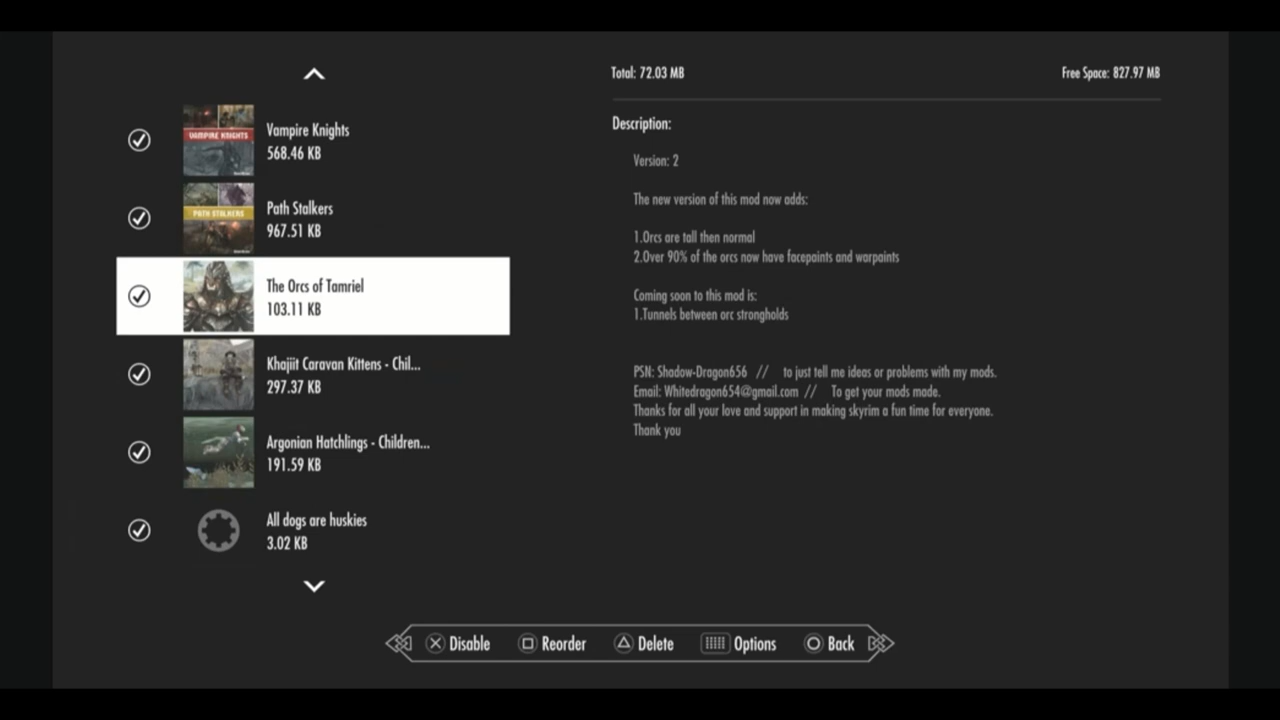 Total: 72.03 MB
Free Space: 827.97 MB
Vampire Knights
568.46 KB
VAMPIRE KNIGHTS
Path Stalkers
967.51 KB
PATH STALKERS
The Orcs of Tamriel
103.11 KB
Khajiit Caravan Kittens - Chil...
297.37 KB
Argonian Hatchlings - Children...
191.59 KB
All dogs are huskies
3.02 KB
Description:
Version: 2
The new version of this mod now adds:
1.Orcs are tall then normal
2.Over 90% of the orcs now have facepaints and warpaints
Coming soon to this mod is:
1.Tunnels between orc strongholds
PSN: Shadow-Dragon656 // to just tell me ideas or problems with my mods.
Email: Whitedragon654@gmail.com // To get your mods made.
Thanks for all your love and support in making skyrim a fun time for everyone.
Thank you
Disable Reorder Delete Options Back